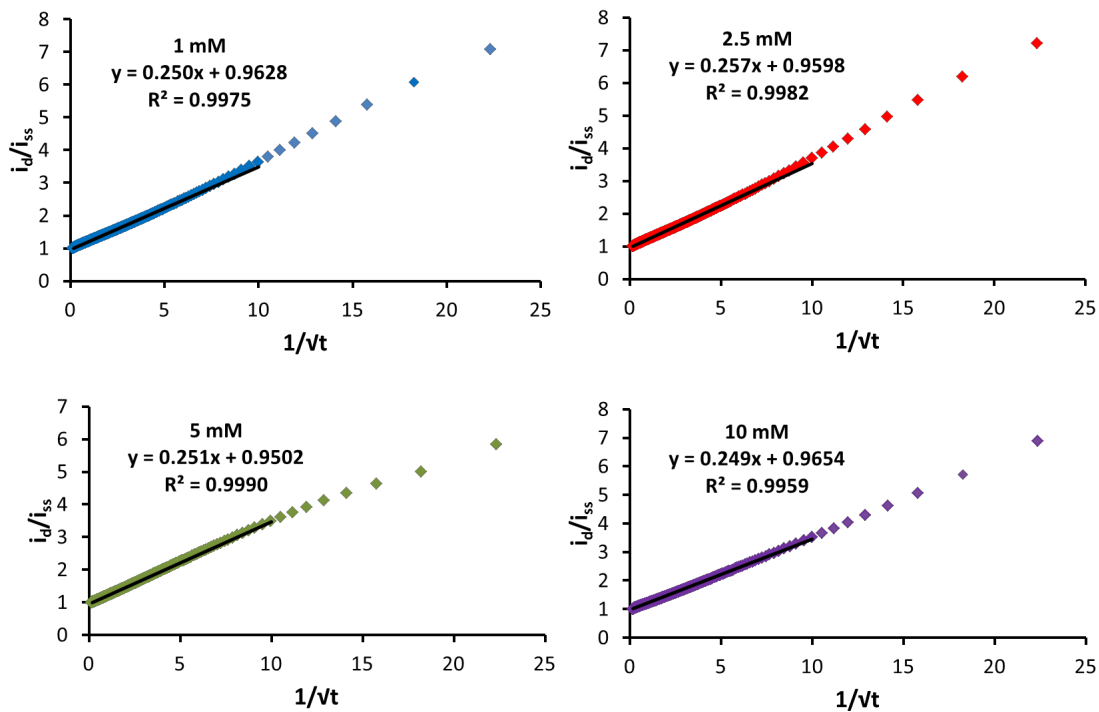 1 mM
y = 0.250x + 0.9628
R² = 0.9975
i_d/i_ss
8
7
6
5
4
3
2
1
0
0 5 10 15 20 25
1/√t
2.5 mM
y = 0.257x + 0.9598
R² = 0.9982
i_d/i_ss
8
7
6
5
4
3
2
1
0
0 5 10 15 20 25
1/√t
5 mM
y = 0.251x + 0.9502
R² = 0.9990
i_d/i_ss
7
6
5
4
3
2
1
0
0 5 10 15 20 25
1/√t
10 mM
y = 0.249x + 0.9654
R² = 0.9959
i_d/i_ss
8
7
6
5
4
3
2
1
0
0 5 10 15 20 25
1/√t